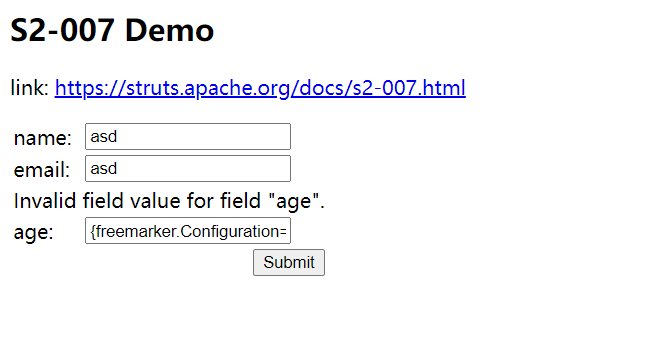 S2-007 Demo
link: https://struts.apache.org/docs/s2-007.html
name: asd
email: asd
Invalid field value for field "age".
age: {freemarker.Configuration=
Submit